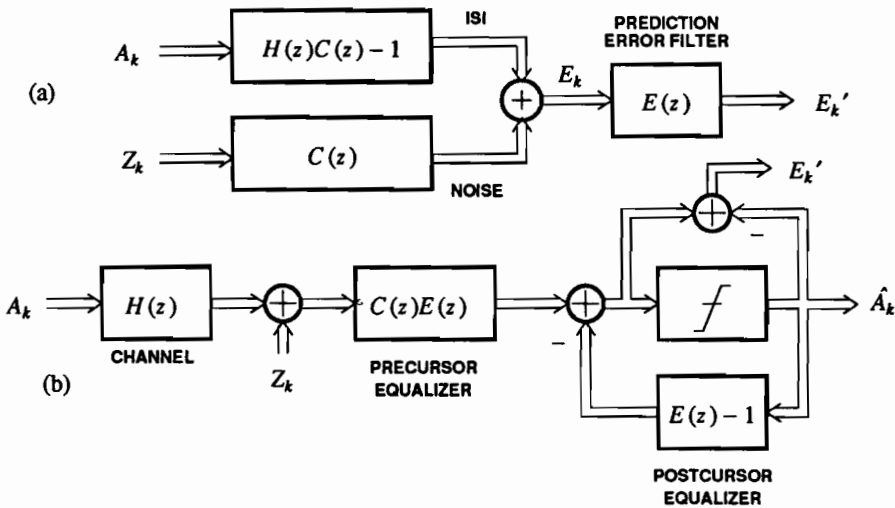 (a)
A_k
H(z)C(z)−1
ISI
Z_k
C(z)
NOISE
+
E_k
PREDICTION
ERROR FILTER
E(z)
E_k′
(b)
A_k
H(z)
CHANNEL
+
Z_k
C(z)E(z)
PRECURSOR
EQUALIZER
+
−
+
−
E_k′
Â_k
E(z)−1
POSTCURSOR
EQUALIZER